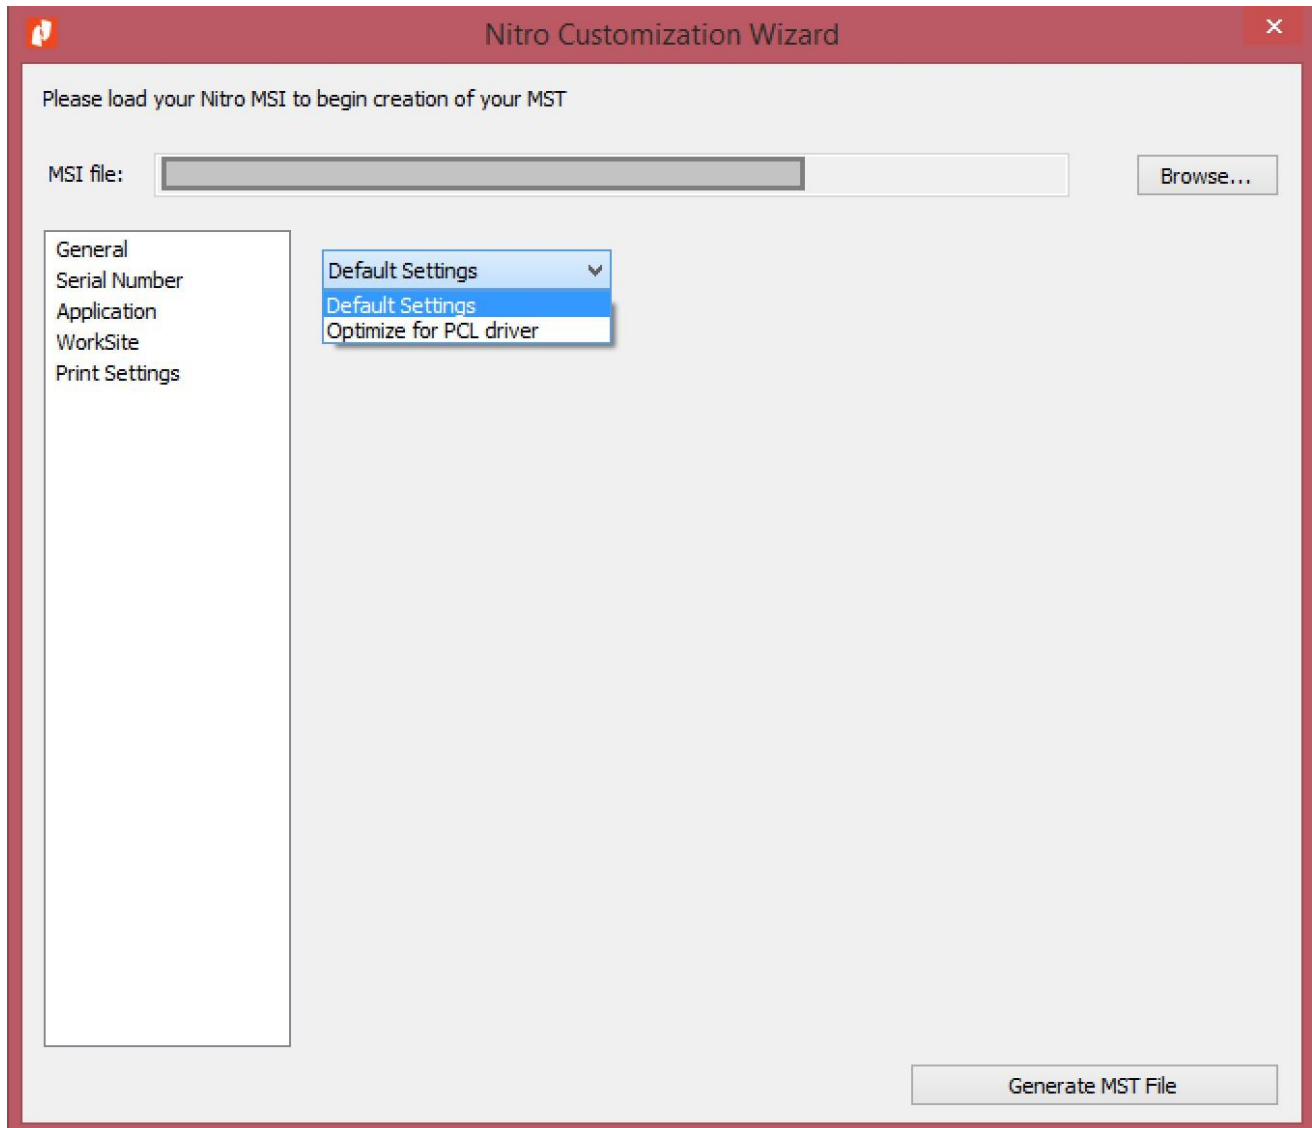 Nitro Customization Wizard
Please load your Nitro MSI to begin creation of your MST
MSI file:
Browse...
General
Serial Number
Application
WorkSite
Print Settings
Default Settings
Default Settings
Optimize for PCL driver
Generate MST File